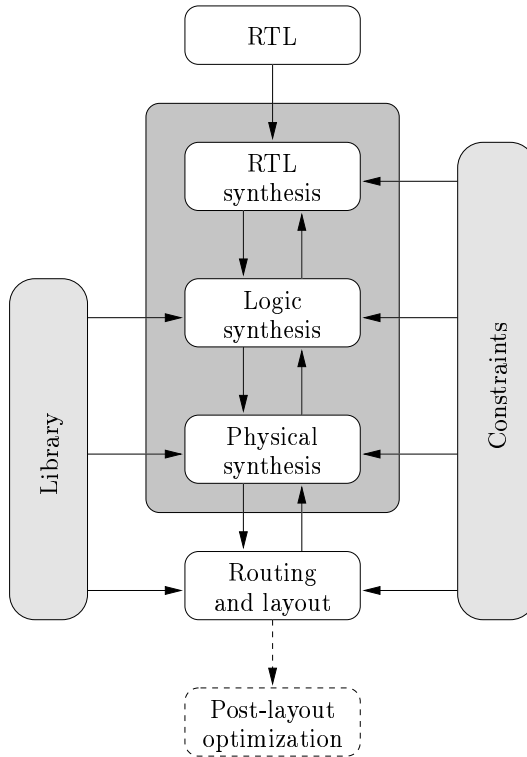 RTL
RTL
synthesis
Logic
synthesis
Physical
synthesis
Routing
and layout
Post-layout
optimization
Library
Constraints